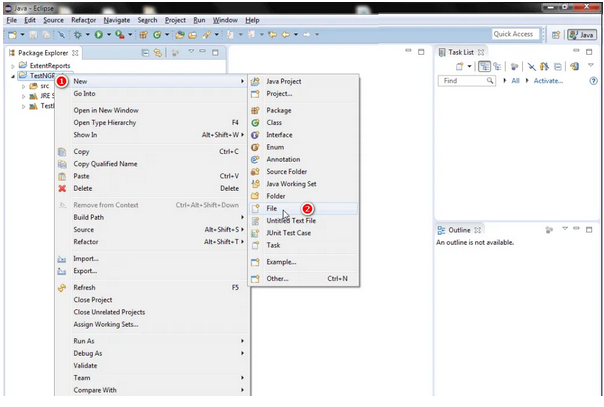 Java - Eclipse
File Edit Source Refactor Navigate Search Project Run Window Help
Quick Access
Java
Package Explorer
ExtentReports
src
JRE S
New
Go Into
Open in New Window
Open Type Hierarchy F4
Show In Alt+Shift+W
Copy Ctrl+C
Copy Qualified Name
Paste Ctrl+V
Delete Delete
Remove from Context Ctrl+Alt+Shift+Down
Build Path
Source Alt+Shift+S
Refactor Alt+Shift+T
Import...
Export...
Refresh F5
Close Project
Close Unrelated Projects
Assign Working Sets...
Run As
Debug As
Validate
Team
Compare With
1
Java Project
Project...
Package
Class
Interface
Enum
Annotation
Source Folder
Java Working Set
Folder
File
2
Untitled Text File
JUnit Test Case
Task
Example...
Other... Ctrl+N
Task List
Find All Activate...
Outline
An outline is not available.